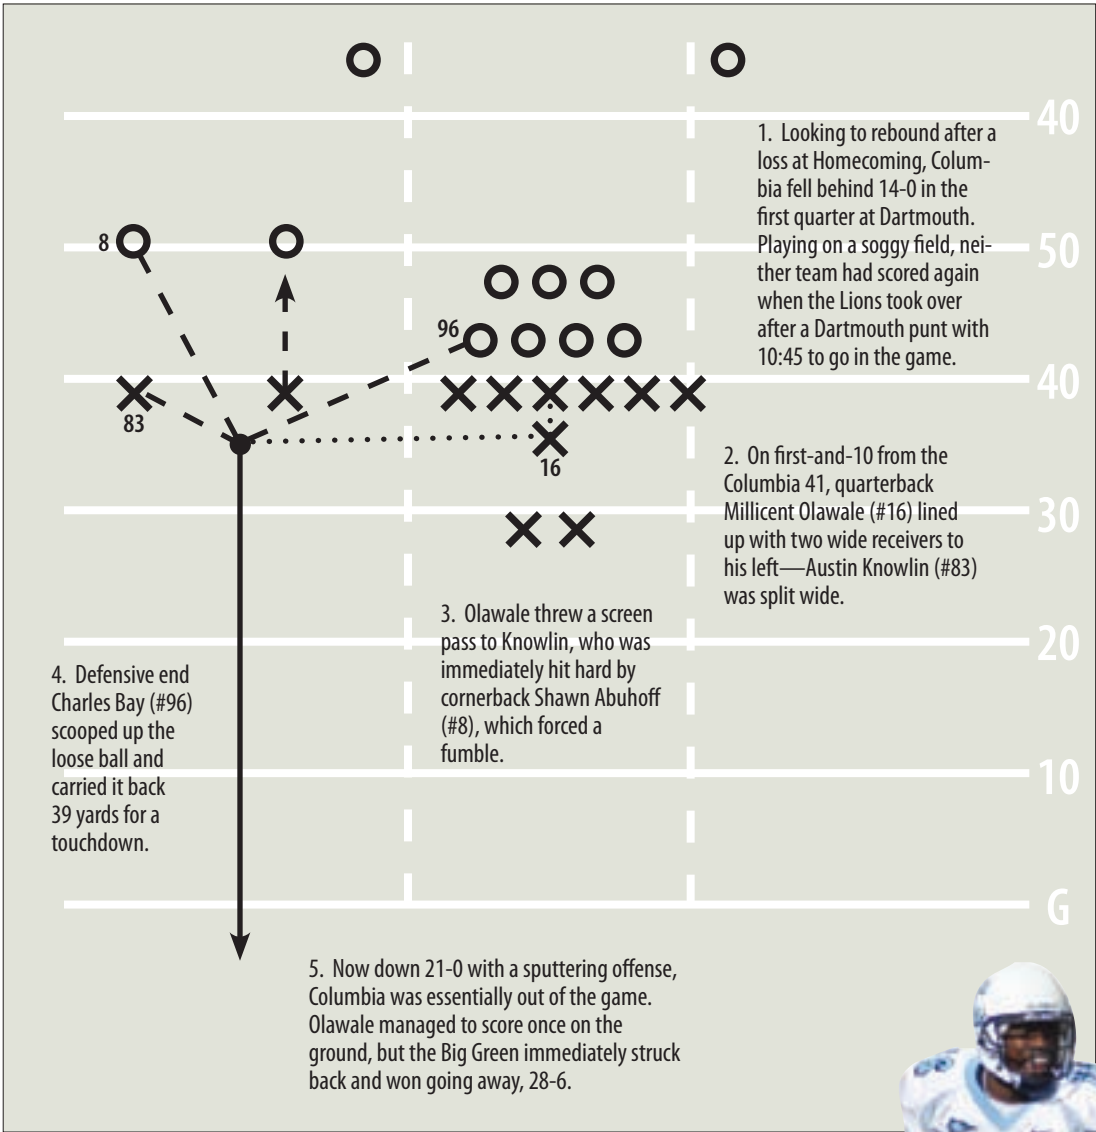 40
1. Looking to rebound after a
loss at Homecoming, Colum-
bia fell behind 14-0 in the
first quarter at Dartmouth.
Playing on a soggy field, nei-
ther team had scored again
when the Lions took over
after a Dartmouth punt with
10:45 to go in the game.
8
50
96
40
83
16
2. On first-and-10 from the
Columbia 41, quarterback
Millicent Olawale (#16) lined
up with two wide receivers to
his left—Austin Knowlin (#83)
was split wide.
30
3. Olawale threw a screen
pass to Knowlin, who was
immediately hit hard by
cornerback Shawn Abuhoff
(#8), which forced a
fumble.
20
4. Defensive end
Charles Bay (#96)
scooped up the
loose ball and
carried it back
39 yards for a
touchdown.
10
G
5. Now down 21-0 with a sputtering offense,
Columbia was essentially out of the game.
Olawale managed to score once on the
ground, but the Big Green immediately struck
back and won going away, 28-6.